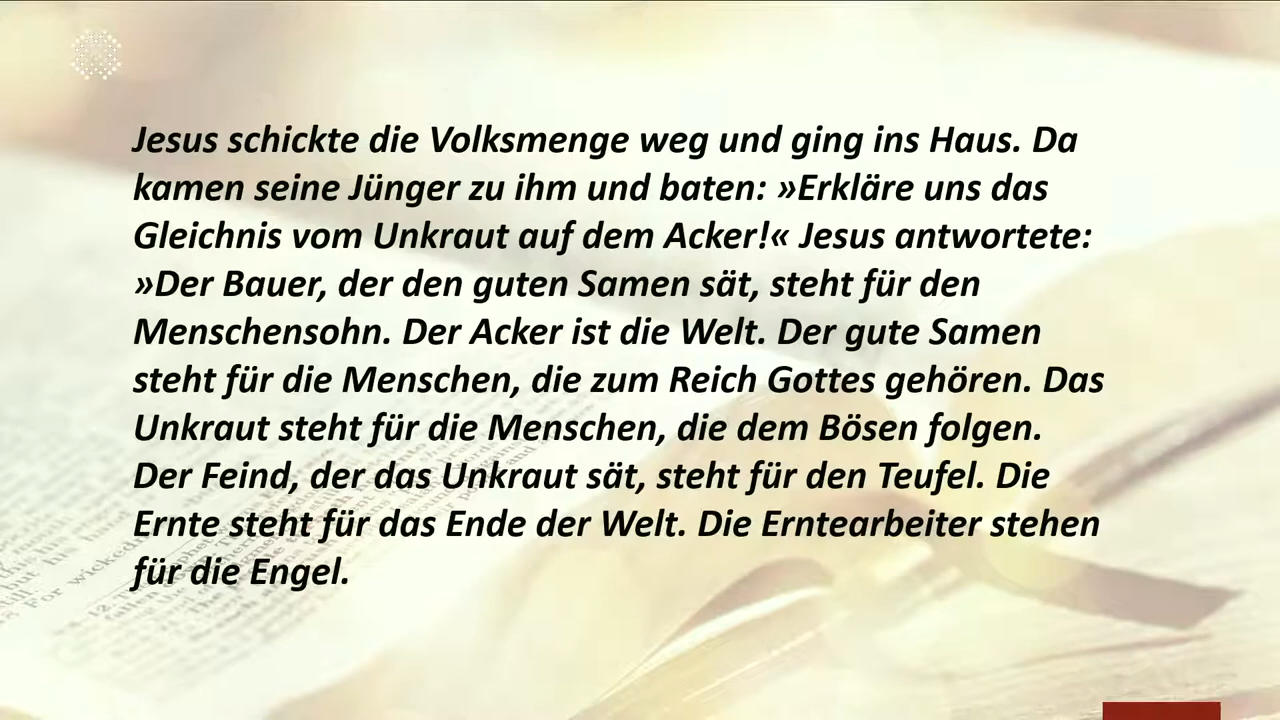 Jesus schickte die Volksmenge weg und ging ins Haus. Da
kamen seine Jünger zu ihm und baten: »Erkläre uns das
Gleichnis vom Unkraut auf dem Acker!« Jesus antwortete:
»Der Bauer, der den guten Samen sät, steht für den
Menschensohn. Der Acker ist die Welt. Der gute Samen
steht für die Menschen, die zum Reich Gottes gehören. Das
Unkraut steht für die Menschen, die dem Bösen folgen.
Der Feind, der das Unkraut sät, steht für den Teufel. Die
Ernte steht für das Ende der Welt. Die Erntearbeiter stehen
für die Engel.